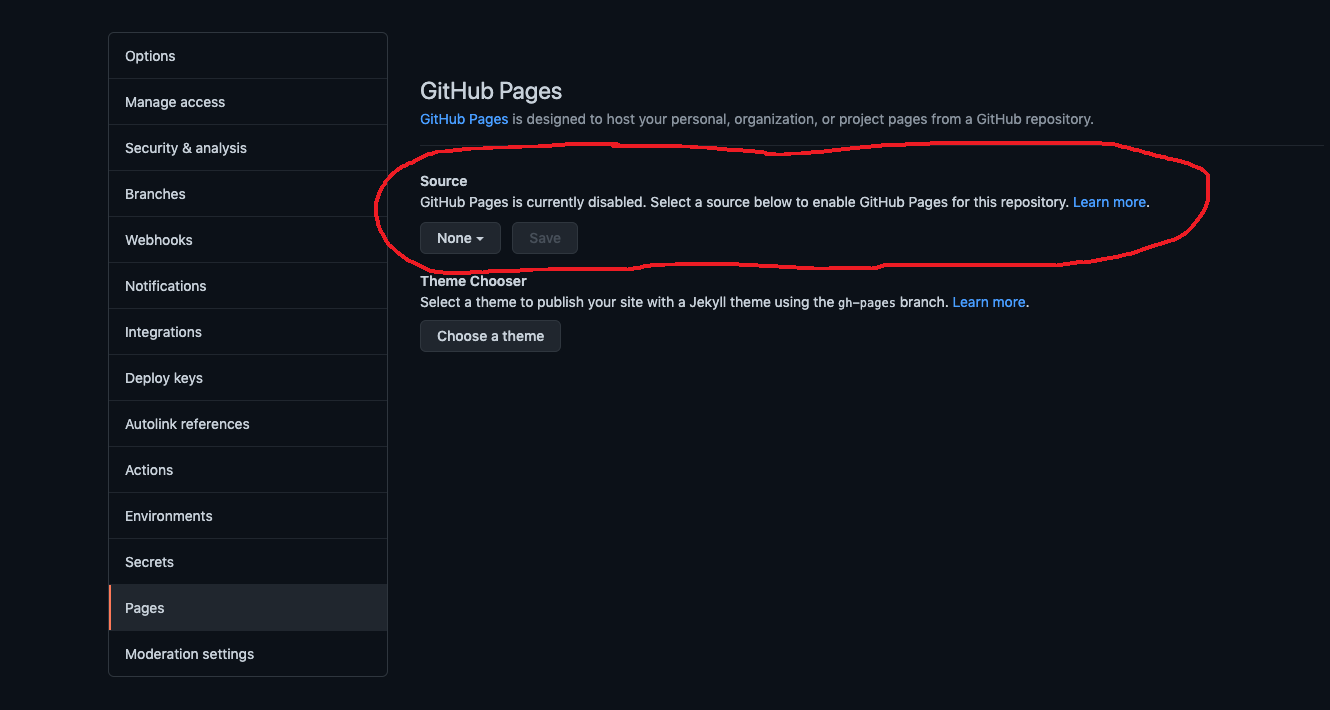 Options
Manage access
Security & analysis
Branches
Webhooks
Notifications
Integrations
Deploy keys
Autolink references
Actions
Environments
Secrets
Pages
Moderation settings
GitHub Pages
GitHub Pages is designed to host your personal, organization, or project pages from a GitHub repository.
Source
GitHub Pages is currently disabled. Select a source below to enable GitHub Pages for this repository. Learn more.
None Save
Theme Chooser
Select a theme to publish your site with a Jekyll theme using the gh-pages branch. Learn more.
Choose a theme